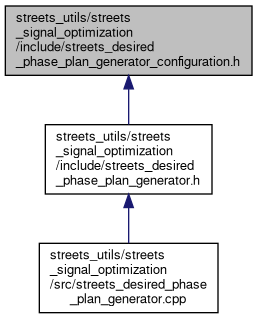 streets_utils/streets
_signal_optimization
/include/streets_desired
_phase_plan_generator_configuration.h
streets_utils/streets
_signal_optimization
/include/streets_desired
_phase_plan_generator.h
streets_utils/streets
_signal_optimization
/src/streets_desired_phase
_plan_generator.cpp